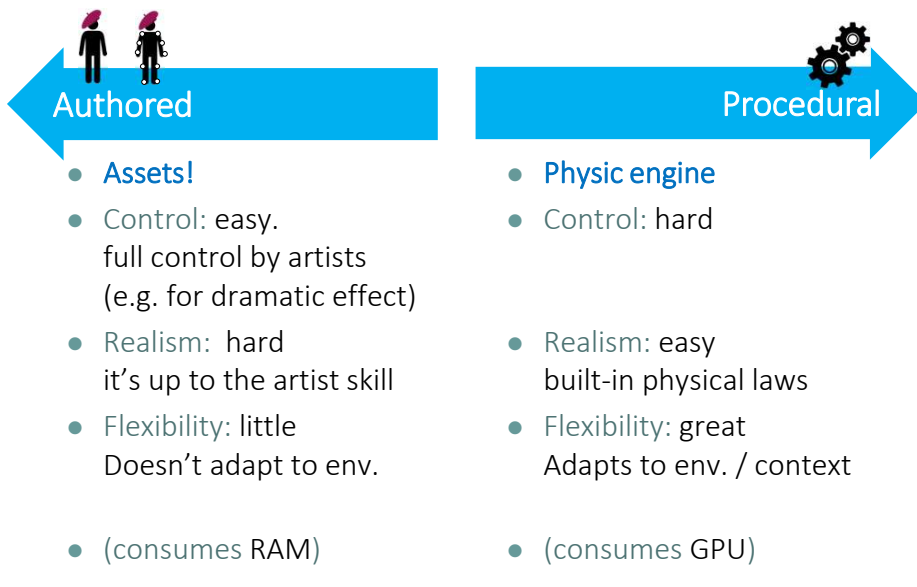 Authored
● Assets!
● Control: easy.
full control by artists
(e.g. for dramatic effect)
● Realism: hard
it’s up to the artist skill
● Flexibility: little
Doesn’t adapt to env.
● (consumes RAM)
Procedural
● Physic engine
● Control: hard
● Realism: easy
built-in physical laws
● Flexibility: great
Adapts to env. / context
● (consumes GPU)